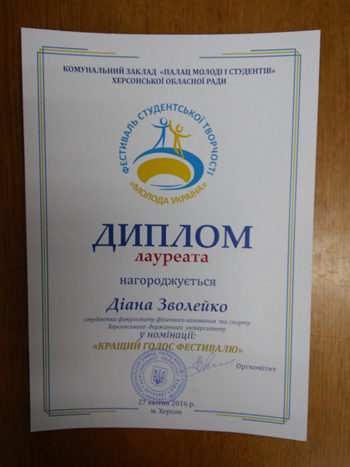 КОМУНАЛЬНИЙ ЗАКЛАД «ПАЛАЦ МОЛОДІ І СТУДЕНТІВ»
ХЕРСОНСЬКОЇ ОБЛАСНОЇ РАДИ
ФЕСТИВАЛЬ СТУДЕНТСЬКОЇ ТВОРЧОСТІ
«МОЛОДА УКРАЇНА»
ДИПЛОМ
лауреата
нагороджується
Діана Зволейко
студентка факультету фізичного виховання та спорту
Херсонського державного університету
у номінації:
«КРАЩИЙ ГОЛОС ФЕСТИВАЛЮ»
Оргкомітет
27 квітня 2016 р.
м. Херсон